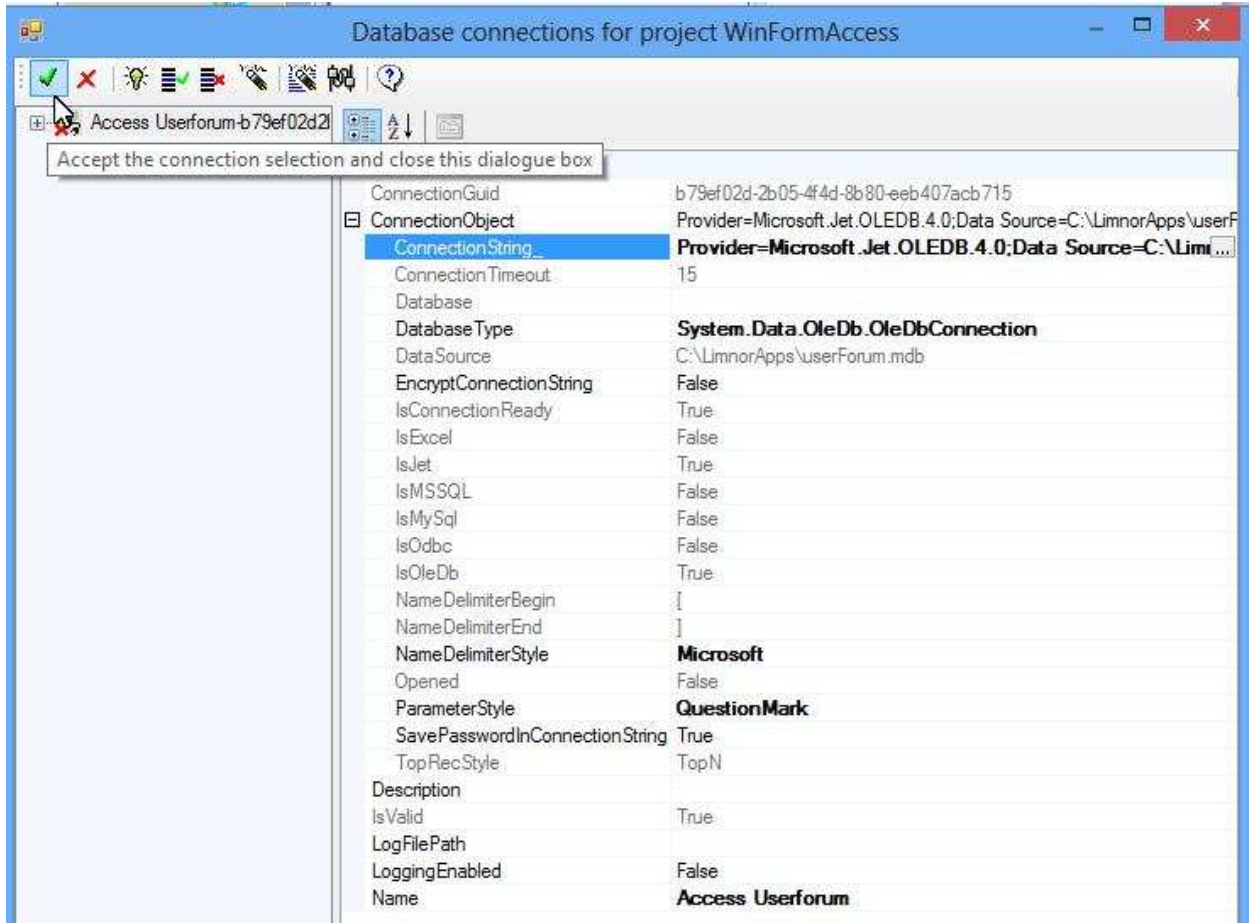 Database connections for project WinFormAccess
Access Userforum-b79ef02d2
Accept the connection selection and close this dialogue box
ConnectionGuid b79ef02d-2b05-4f4d-8b80-eeb407acb715
ConnectionObject Provider=Microsoft.Jet.OLEDB.4.0;Data Source=C:\LimnorApps\userF
ConnectionString_ Provider=Microsoft.Jet.OLEDB.4.0;Data Source=C:\Limn ...
ConnectionTimeout 15
Database
DatabaseType System.Data.OleDb.OleDbConnection
DataSource C:\LimnorApps\userForum.mdb
EncryptConnectionString False
IsConnectionReady True
IsExcel False
IsJet True
IsMSSQL False
IsMySql False
IsOdbc False
IsOleDb True
NameDelimiterBegin [
NameDelimiterEnd ]
NameDelimiterStyle Microsoft
Opened False
ParameterStyle QuestionMark
SavePasswordInConnectionString True
TopRecStyle TopN
Description
IsValid True
LogFilePath
LoggingEnabled False
Name Access Userforum